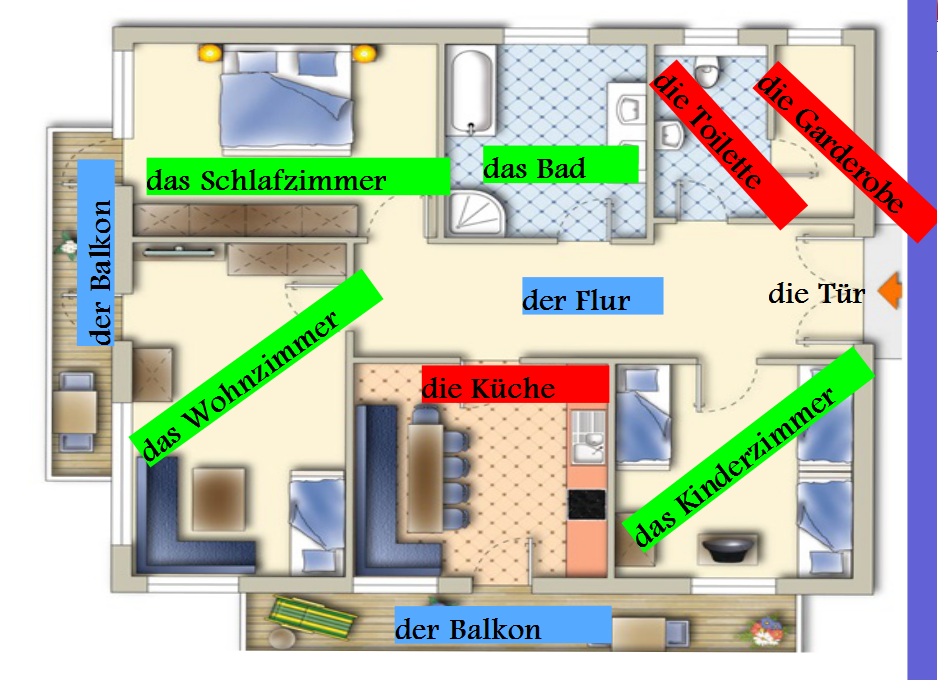 das Schlafzimmer
das Bad
die Toilette
die Garderobe
der Balkon
der Flur
die Tür
das Wohnzimmer
die Küche
das Kinderzimmer
der Balkon